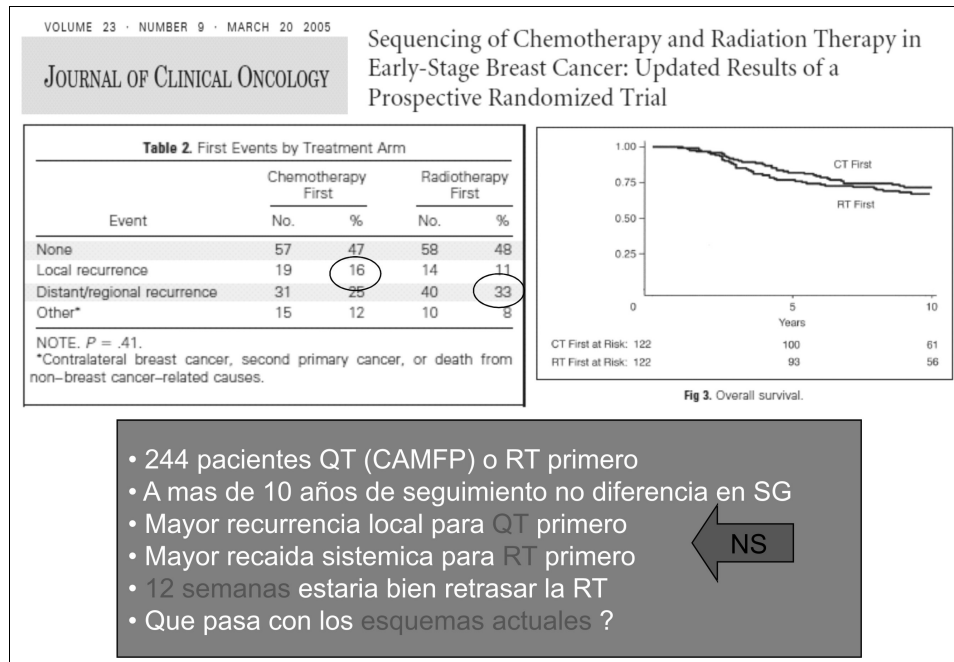 VOLUME 23 · NUMBER 9 · MARCH 20 2005
JOURNAL OF CLINICAL ONCOLOGY
Sequencing of Chemotherapy and Radiation Therapy in
Early-Stage Breast Cancer: Updated Results of a
Prospective Randomized Trial
Table 2. First Events by Treatment Arm
Chemotherapy First Radiotherapy First
Event No. % No. %
None 57 47 58 48
Local recurrence 19 16 14 11
Distant/regional recurrence 31 25 40 33
Other* 15 12 10 8
NOTE. P = .41.
*Contralateral breast cancer, second primary cancer, or death from
non–breast cancer–related causes.
1.00
0.75
0.50
0.25
CT First
RT First
0 5 10
Years
CT First at Risk: 122 100 61
RT First at Risk: 122 93 56
Fig 3. Overall survival.
• 244 pacientes QT (CAMFP) o RT primero
• A mas de 10 años de seguimiento no diferencia en SG
• Mayor recurrencia local para QT primero
• Mayor recaida sistemica para RT primero
NS
• 12 semanas estaria bien retrasar la RT
• Que pasa con los esquemas actuales ?